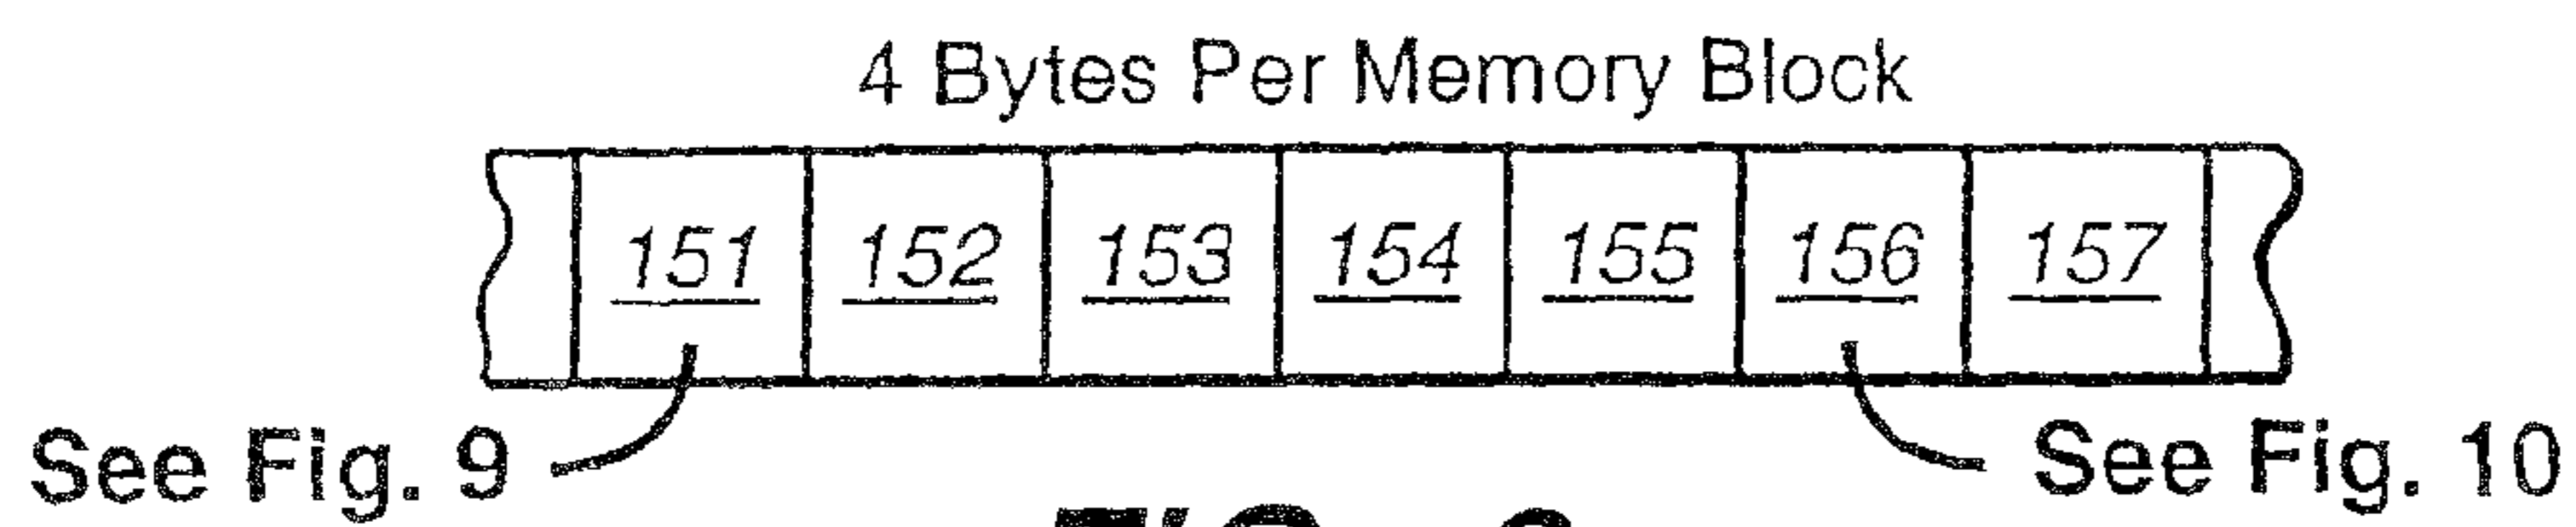 4 Bytes Per Memory Block
151 152 153 154 155 156 157
See Fig. 9 See Fig. 10